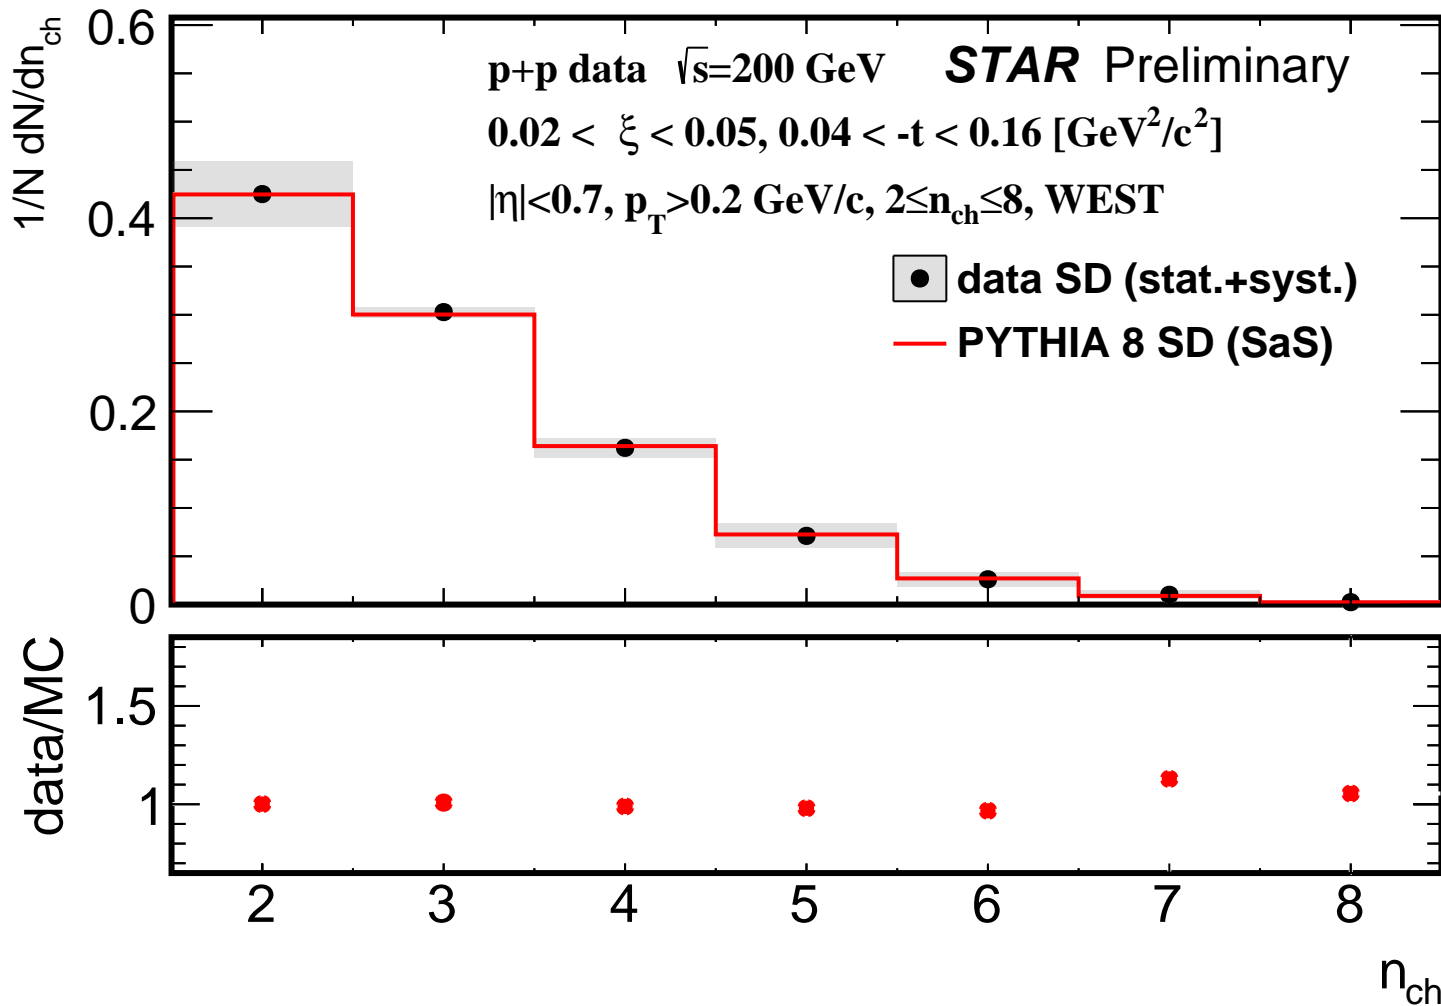 1/N dN/dn_ch
0.6
0.4
0.2
0
p+p data √s=200 GeV STAR Preliminary
0.02 < ξ < 0.05, 0.04 < -t < 0.16 [GeV²/c²]
|η|<0.7, p_T>0.2 GeV/c, 2≤n_ch≤8, WEST
data SD (stat.+syst.)
PYTHIA 8 SD (SaS)
data/MC
1.5
1
2 3 4 5 6 7 8
n_ch